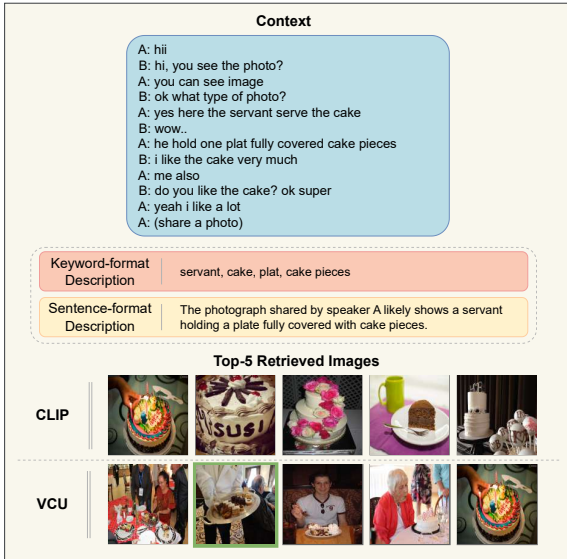 Context
A: hii
B: hi, you see the photo?
A: you can see image
B: ok what type of photo?
A: yes here the servant serve the cake
B: wow..
A: he hold one plat fully covered cake pieces
B: i like the cake very much
A: me also
B: do you like the cake? ok super
A: yeah i like a lot
A: (share a photo)
Keyword-format
Description
servant, cake, plat, cake pieces
Sentence-format
Description
The photograph shared by speaker A likely shows a servant
holding a plate fully covered with cake pieces.
Top-5 Retrieved Images
CLIP
SUSI
VCU